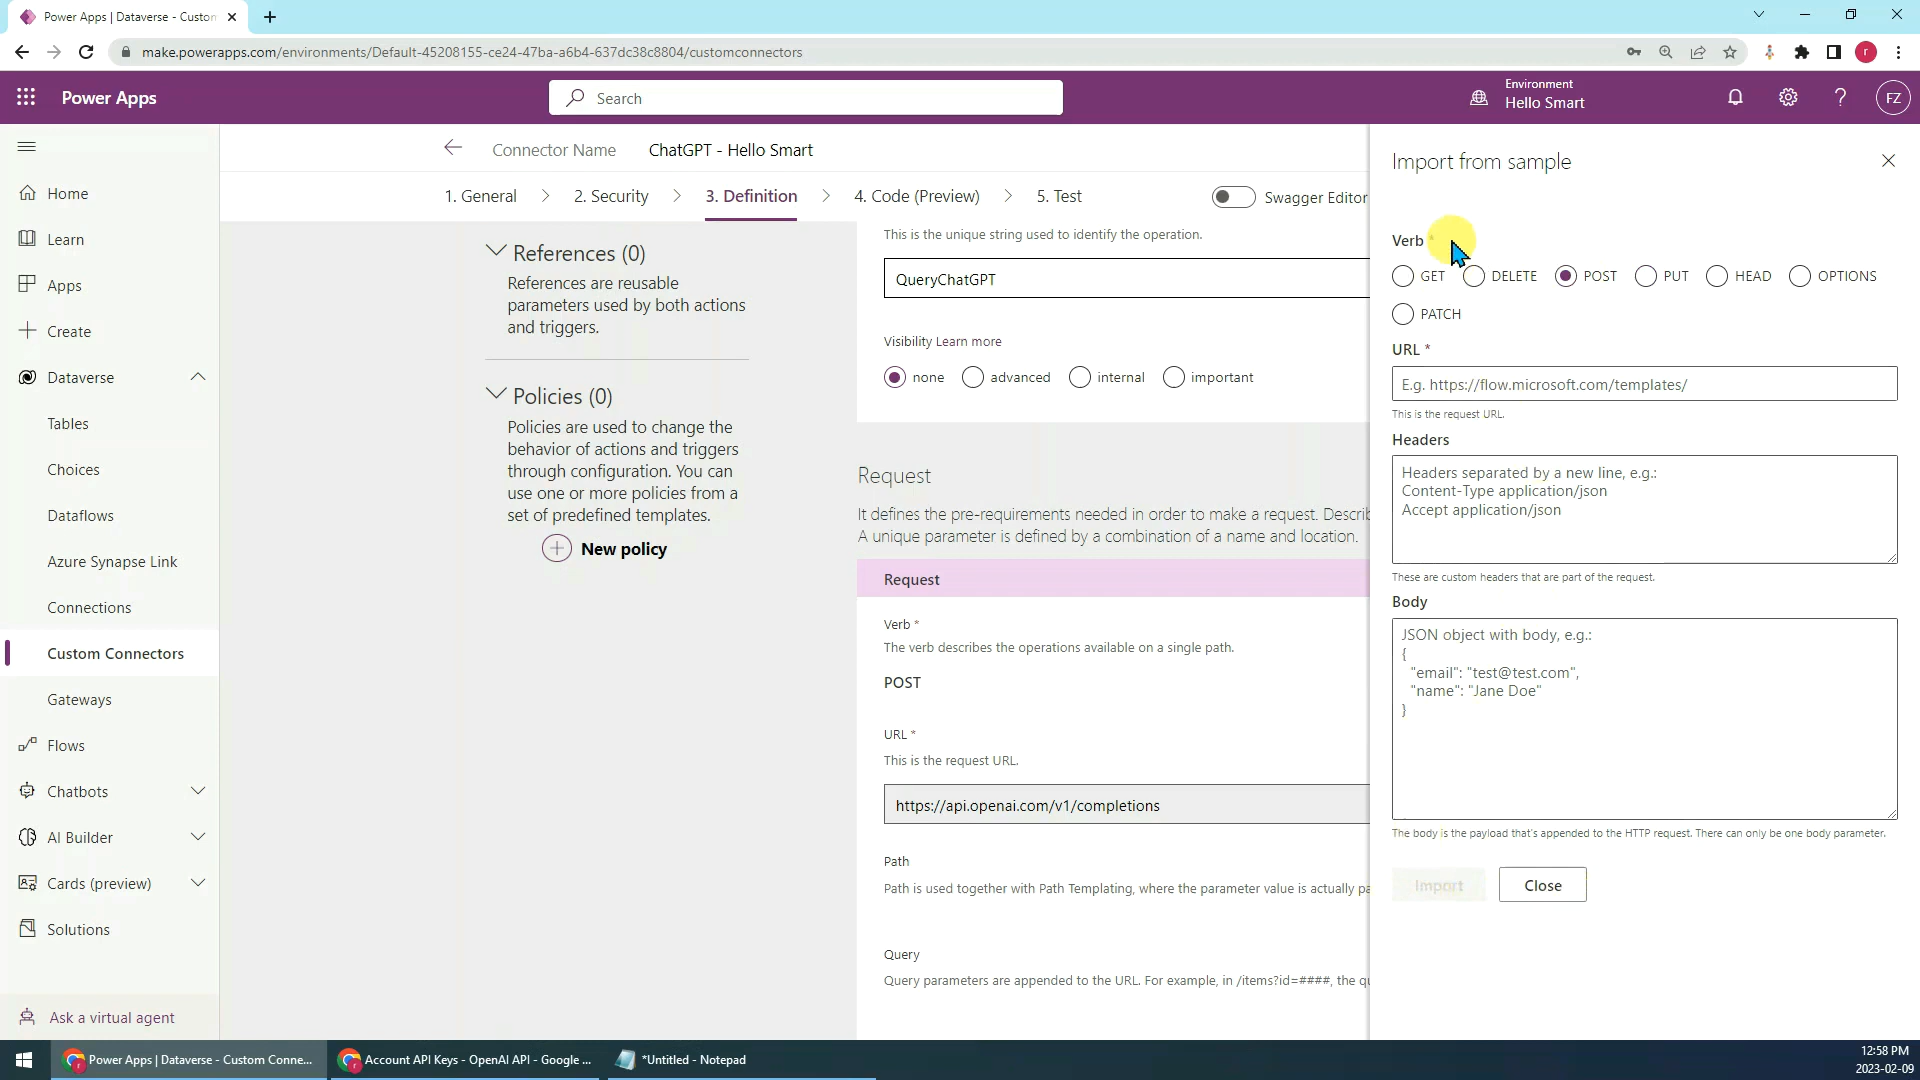 Power Apps | Dataverse - Custom
make.powerapps.com/environments/Default-45208155-ce24-47ba-a6b4-637dc38c8804/customconnectors
r
Power Apps
Search
Environment
Hello Smart
FZ
Home
Learn
Apps
Create
Dataverse
Tables
Choices
Dataflows
Azure Synapse Link
Connections
Custom Connectors
Gateways
Flows
Chatbots
AI Builder
Cards (preview)
Solutions
Ask a virtual agent
Connector Name ChatGPT - Hello Smart
1. General 2. Security 3. Definition 4. Code (Preview) 5. Test Swagger Editor
References (0)
References are reusable
parameters used by both actions
and triggers.
Policies (0)
Policies are used to change the
behavior of actions and triggers
through configuration. You can
use one or more policies from a
set of predefined templates.
New policy
This is the unique string used to identify the operation.
QueryChatGPT
Visibility Learn more
none advanced internal important
Request
It defines the pre-requirements needed in order to make a request. Describ
A unique parameter is defined by a combination of a name and location.
Request
Verb *
The verb describes the operations available on a single path.
POST
URL *
This is the request URL.
https://api.openai.com/v1/completions
Path
Path is used together with Path Templating, where the parameter value is actually pa
Query
Query parameters are appended to the URL. For example, in /items?id=####, the qu
Import from sample
Verb *
GET DELETE POST PUT HEAD OPTIONS
PATCH
URL *
E.g. https://flow.microsoft.com/templates/
This is the request URL.
Headers
Headers separated by a new line, e.g.:
Content-Type application/json
Accept application/json
These are custom headers that are part of the request.
Body
JSON object with body, e.g.:
{
"email": "test@test.com",
"name": "Jane Doe"
}
The body is the payload that's appended to the HTTP request. There can only be one body parameter.
Import Close
Power Apps | Dataverse - Custom Conne...
Account API Keys - OpenAI API - Google ...
*Untitled - Notepad
12:58 PM
2023-02-09